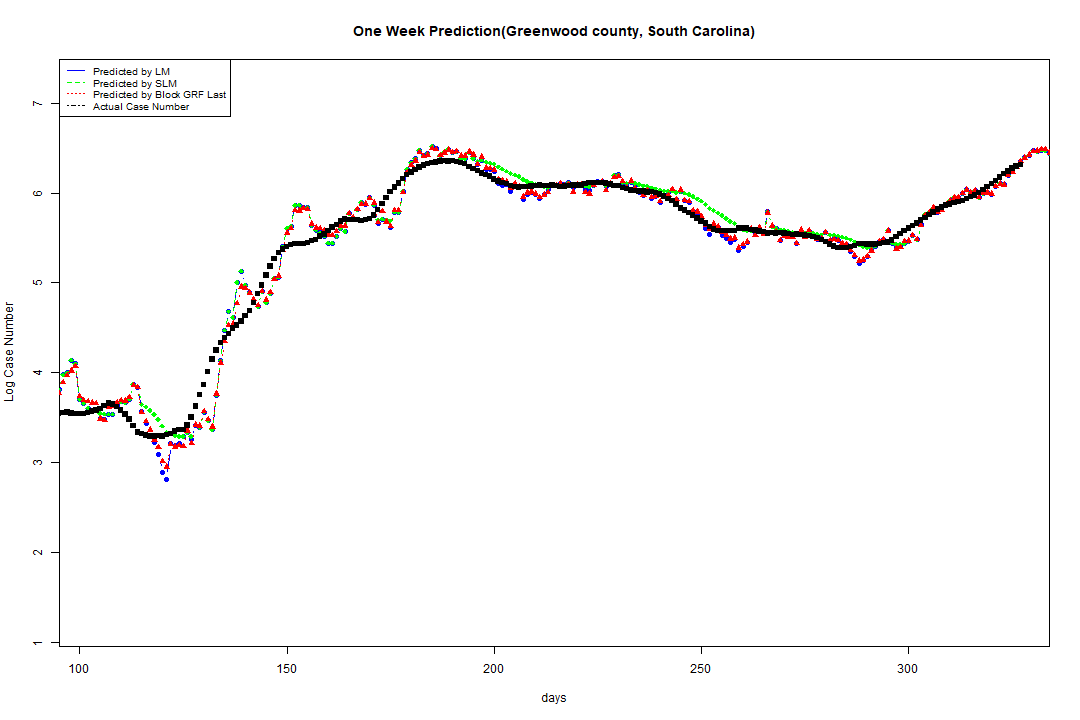 One Week Prediction(Greenwood county, South Carolina)
Predicted by LM
Predicted by SLM
Predicted by Block GRF Last
Actual Case Number
7
6
5
4
3
2
1
Log Case Number
100 150 200 250 300
days